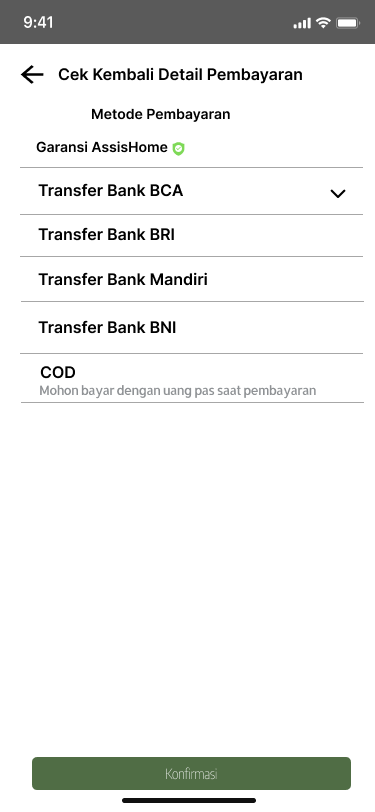 9:41
Cek Kembali Detail Pembayaran
Metode Pembayaran
Garansi AssisHome
Transfer Bank BCA
Transfer Bank BRI
Transfer Bank Mandiri
Transfer Bank BNI
COD
Mohon bayar dengan uang pas saat pembayaran
Konfirmasi